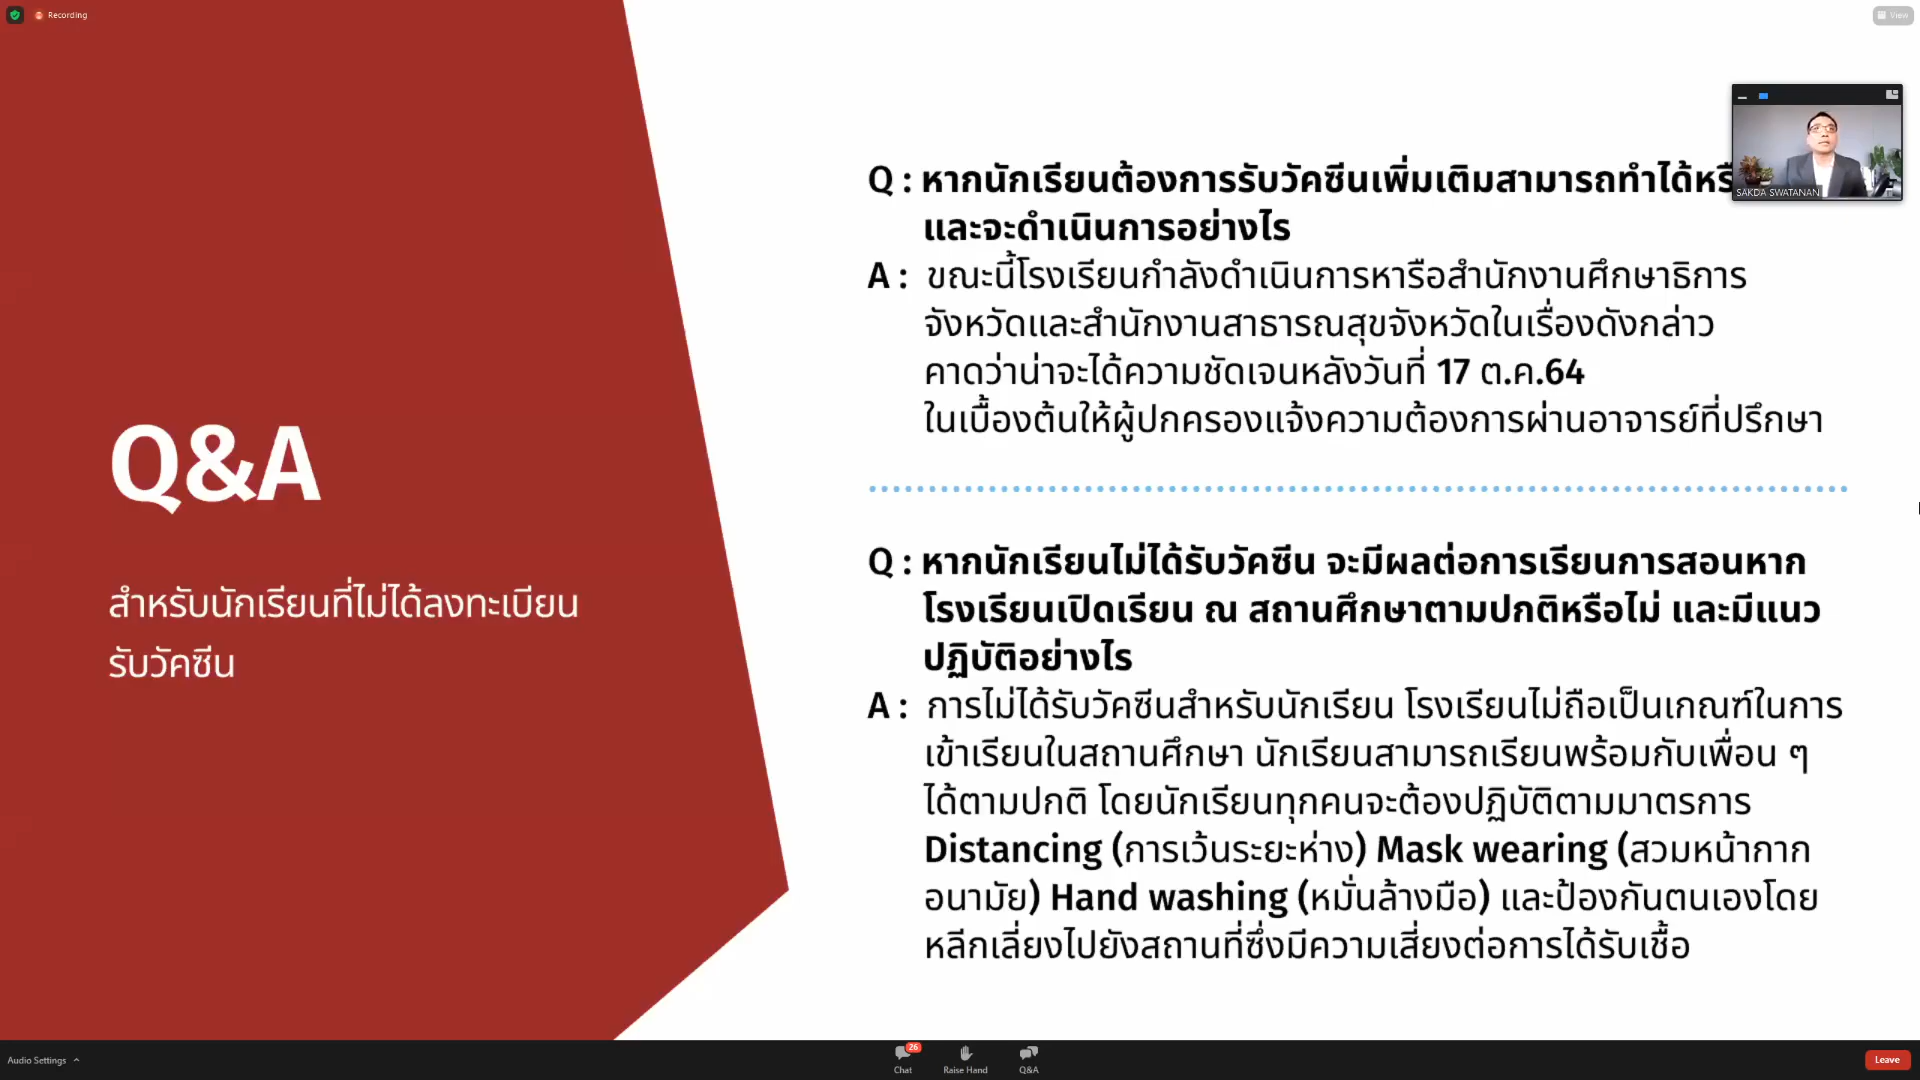 Recording
View
Q : หากนักเรียนต้องการรับวัคซีนเพิ่มเติมสามารถทำได้
และจะดำเนินการอย่างไร
A : ขณะนี้โรงเรียนกำลังดำเนินการหารือสำนักงานศึกษาธิการ
จังหวัดและสำนักงานสาธารณสุขจังหวัดในเรื่องดังกล่าว
คาดว่าน่าจะได้ความชัดเจนหลังวันที่ 17 ต.ค.64
ในเบื้องต้นให้ผู้ปกครองแจ้งความต้องการผ่านอาจารย์ที่ปรึกษา
SAKDA SWATANAN
Q&A
สำหรับนักเรียนที่ไม่ได้ลงทะเบียน
รับวัคซีน
Q : หากนักเรียนไม่ได้รับวัคซีน จะมีผลต่อการเรียนการสอนหาก
โรงเรียนเปิดเรียน ณ สถานศึกษาตามปกติหรือไม่ และมีแนว
ปฏิบัติอย่างไร
A : การไม่ได้รับวัคซีนสำหรับนักเรียน โรงเรียนไม่ถือเป็นเกณฑ์ในการ
เข้าเรียนในสถานศึกษา นักเรียนสามารถเรียนพร้อมกับเพื่อน ๆ
ได้ตามปกติ โดยนักเรียนทุกคนจะต้องปฏิบัติตามมาตรการ
Distancing (การเว้นระยะห่าง) Mask wearing (สวมหน้ากาก
อนามัย) Hand washing (หมั่นล้างมือ) และป้องกันตนเองโดย
หลีกเลี่ยงไปยังสถานที่ซึ่งมีความเสี่ยงต่อการได้รับเชื้อ
Audio Settings
26
Chat
Raise Hand
Q&A
Leave